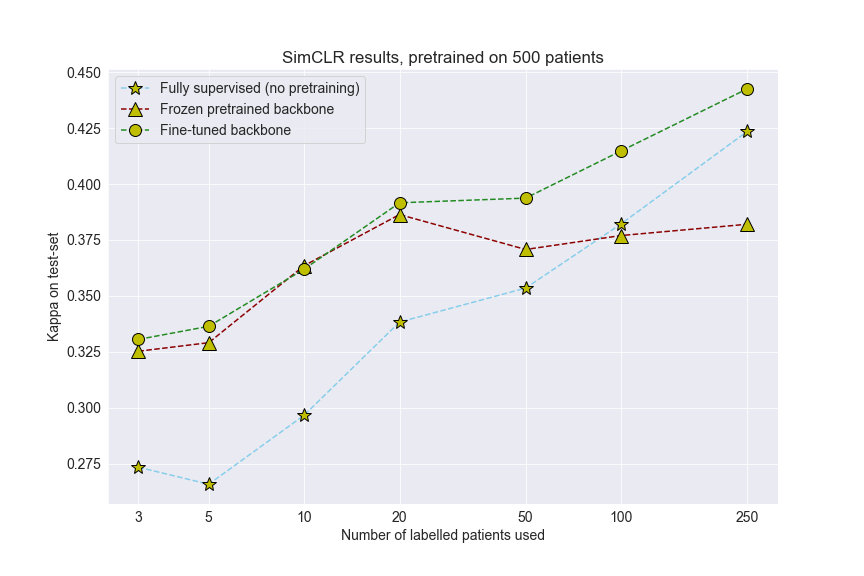 SimCLR results, pretrained on 500 patients
Fully supervised (no pretraining)
Frozen pretrained backbone
Fine-tuned backbone
Kappa on test-set
0.450
0.425
0.400
0.375
0.350
0.325
0.300
0.275
3 5 10 20 50 100 250
Number of labelled patients used